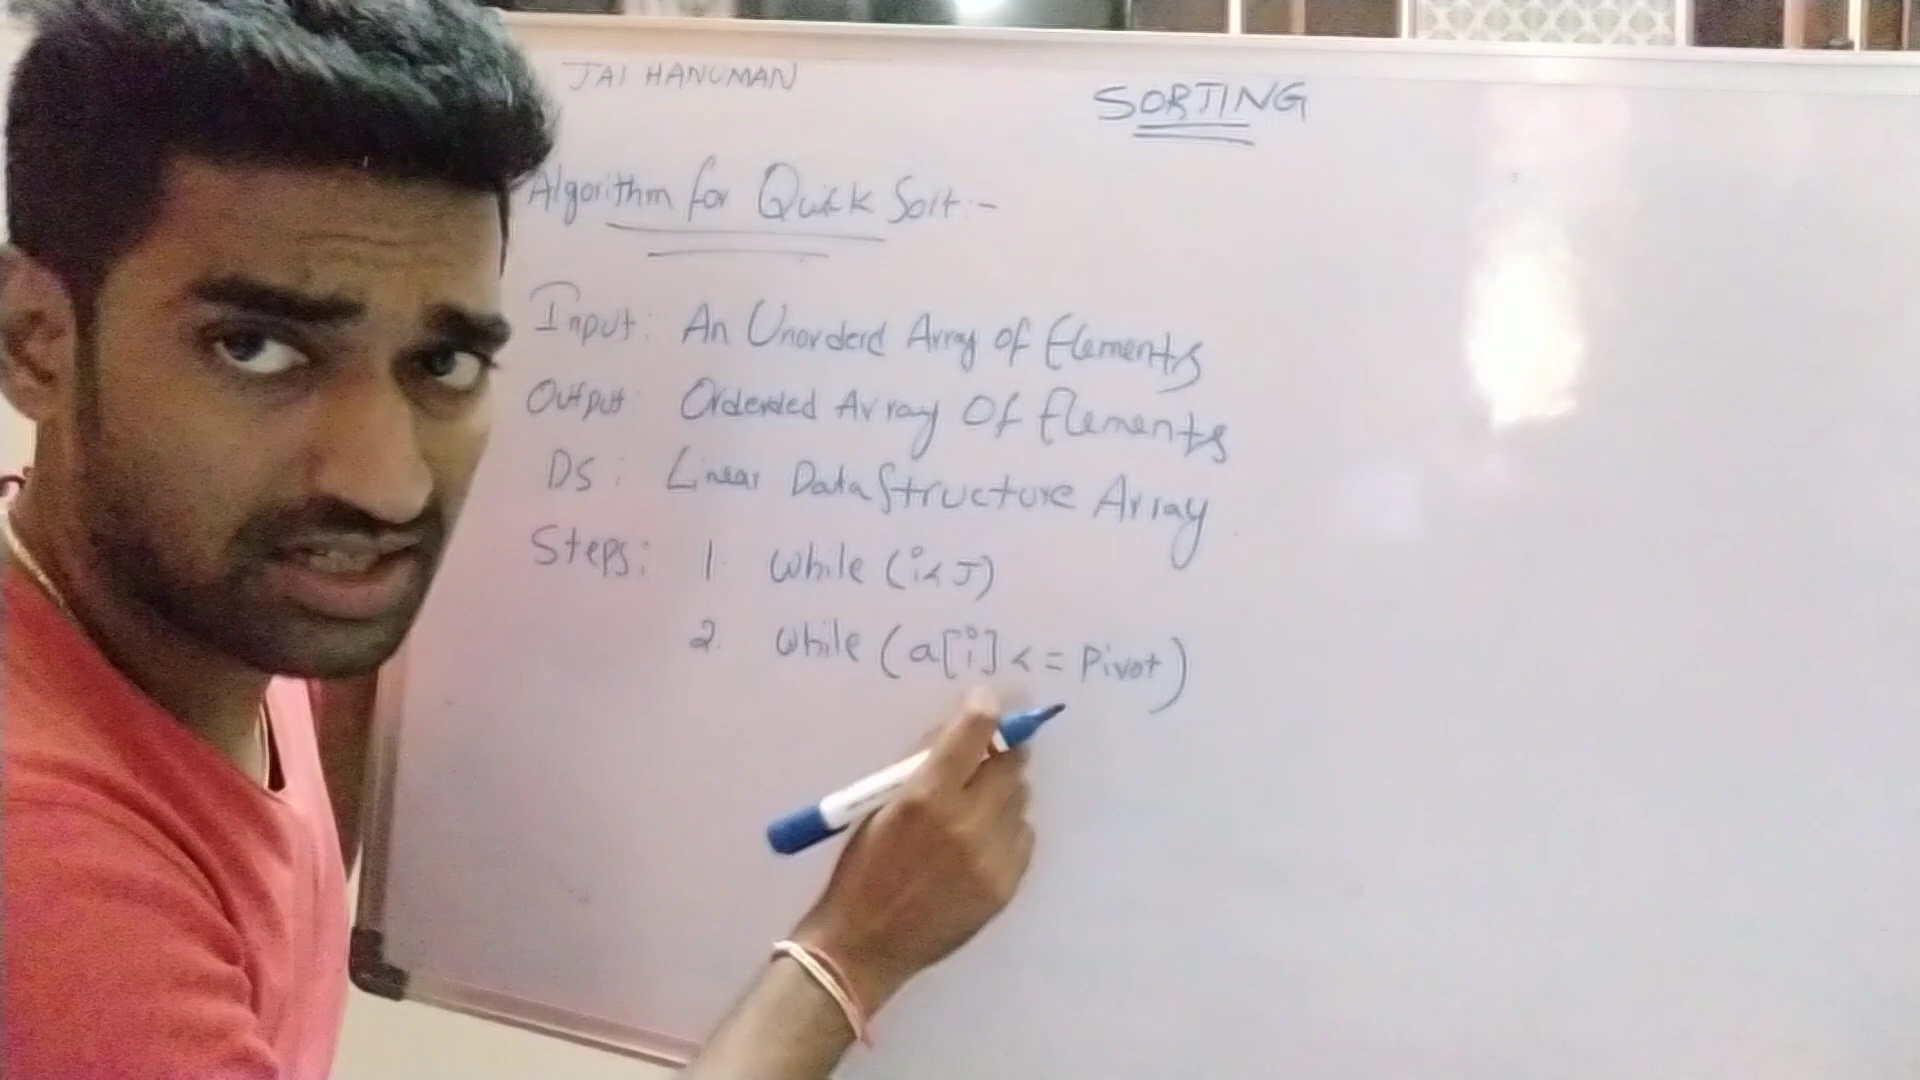 JAI HANUMAN
SORTING
Algorithm for Quick Sort :-
Input: An Unorderd Array of Elements
Output: Orderded Array Of Elements
DS: Linear Data Structure Array
Steps: 1. while (i<J)
2. while (a[i] <= Pivot)